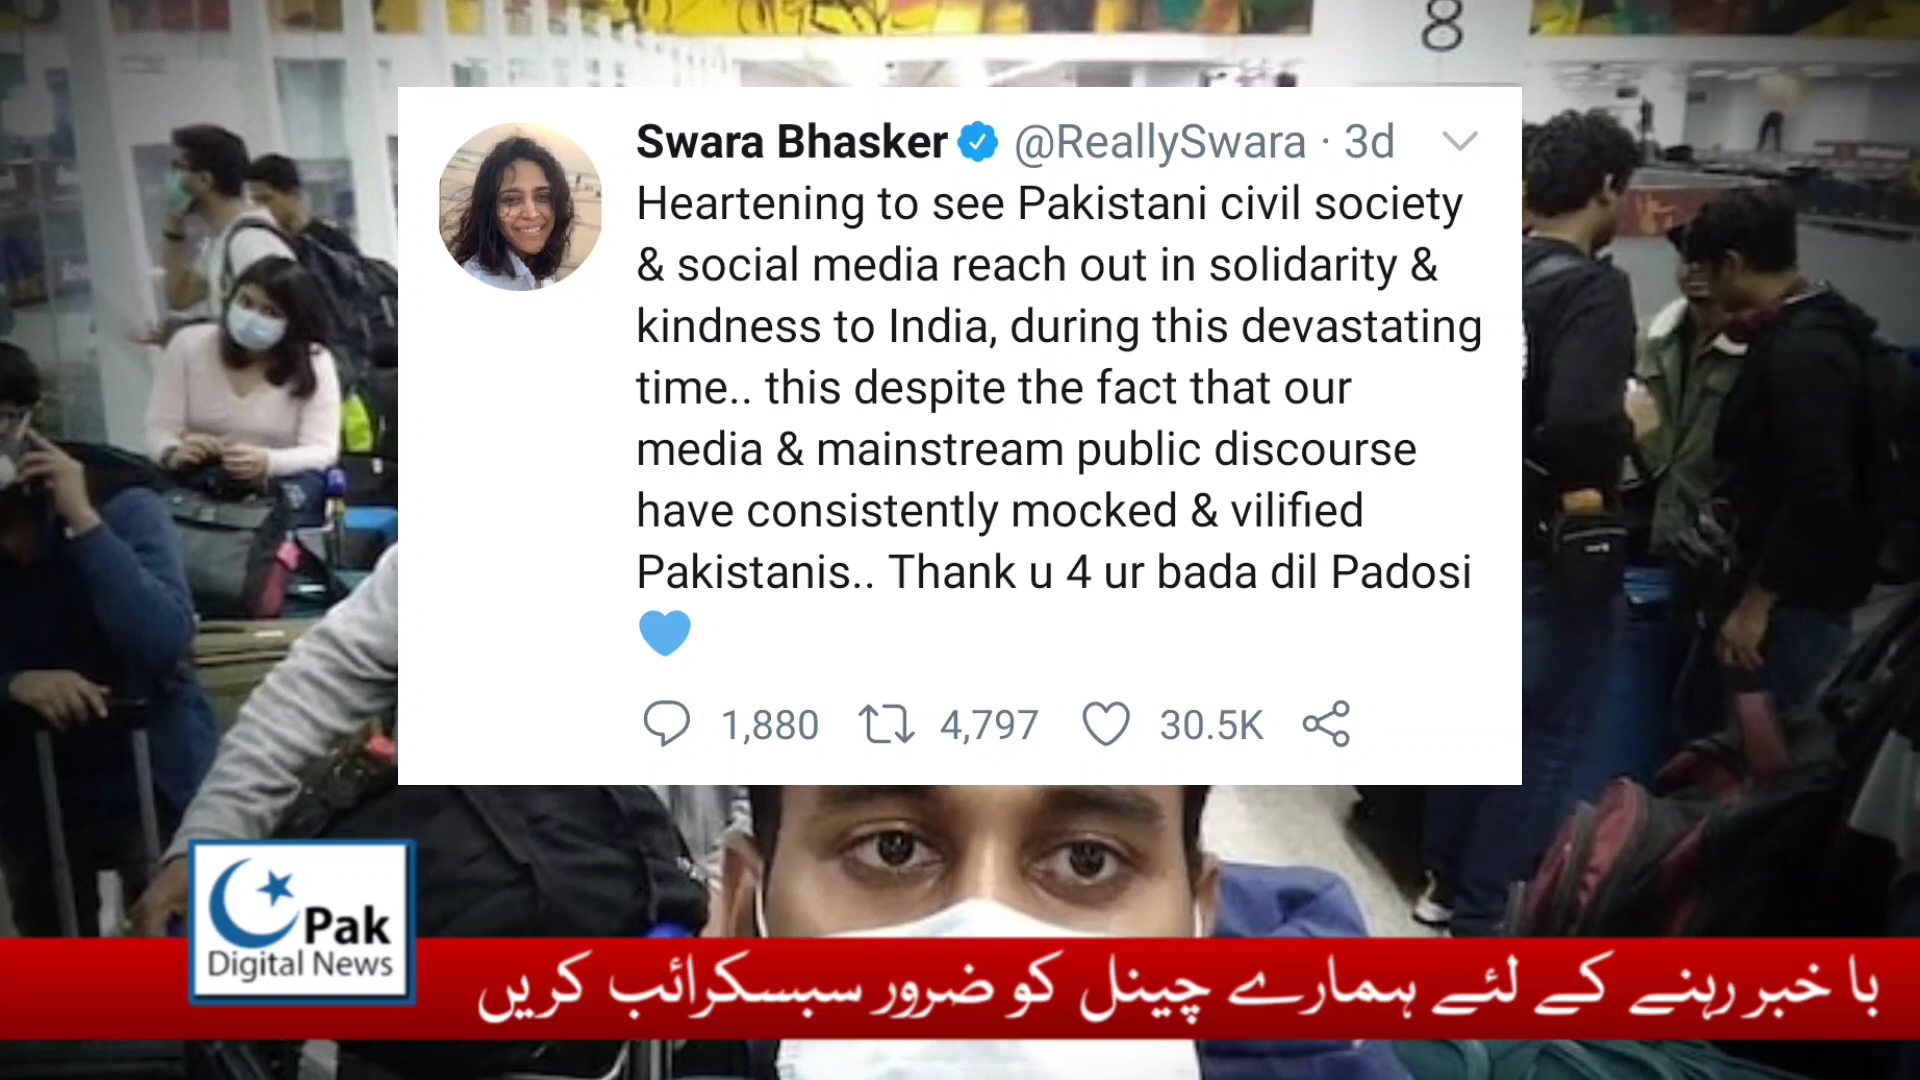 8
Swara Bhasker @ReallySwara · 3d
Heartening to see Pakistani civil society
& social media reach out in solidarity &
kindness to India, during this devastating
time.. this despite the fact that our
media & mainstream public discourse
have consistently mocked & vilified
Pakistanis.. Thank u 4 ur bada dil Padosi
💙
1,880 4,797 30.5K
Pak
Digital News
با خبر رہنے کے لئے ہمارے چینل کو ضرور سبسکرائب کریں